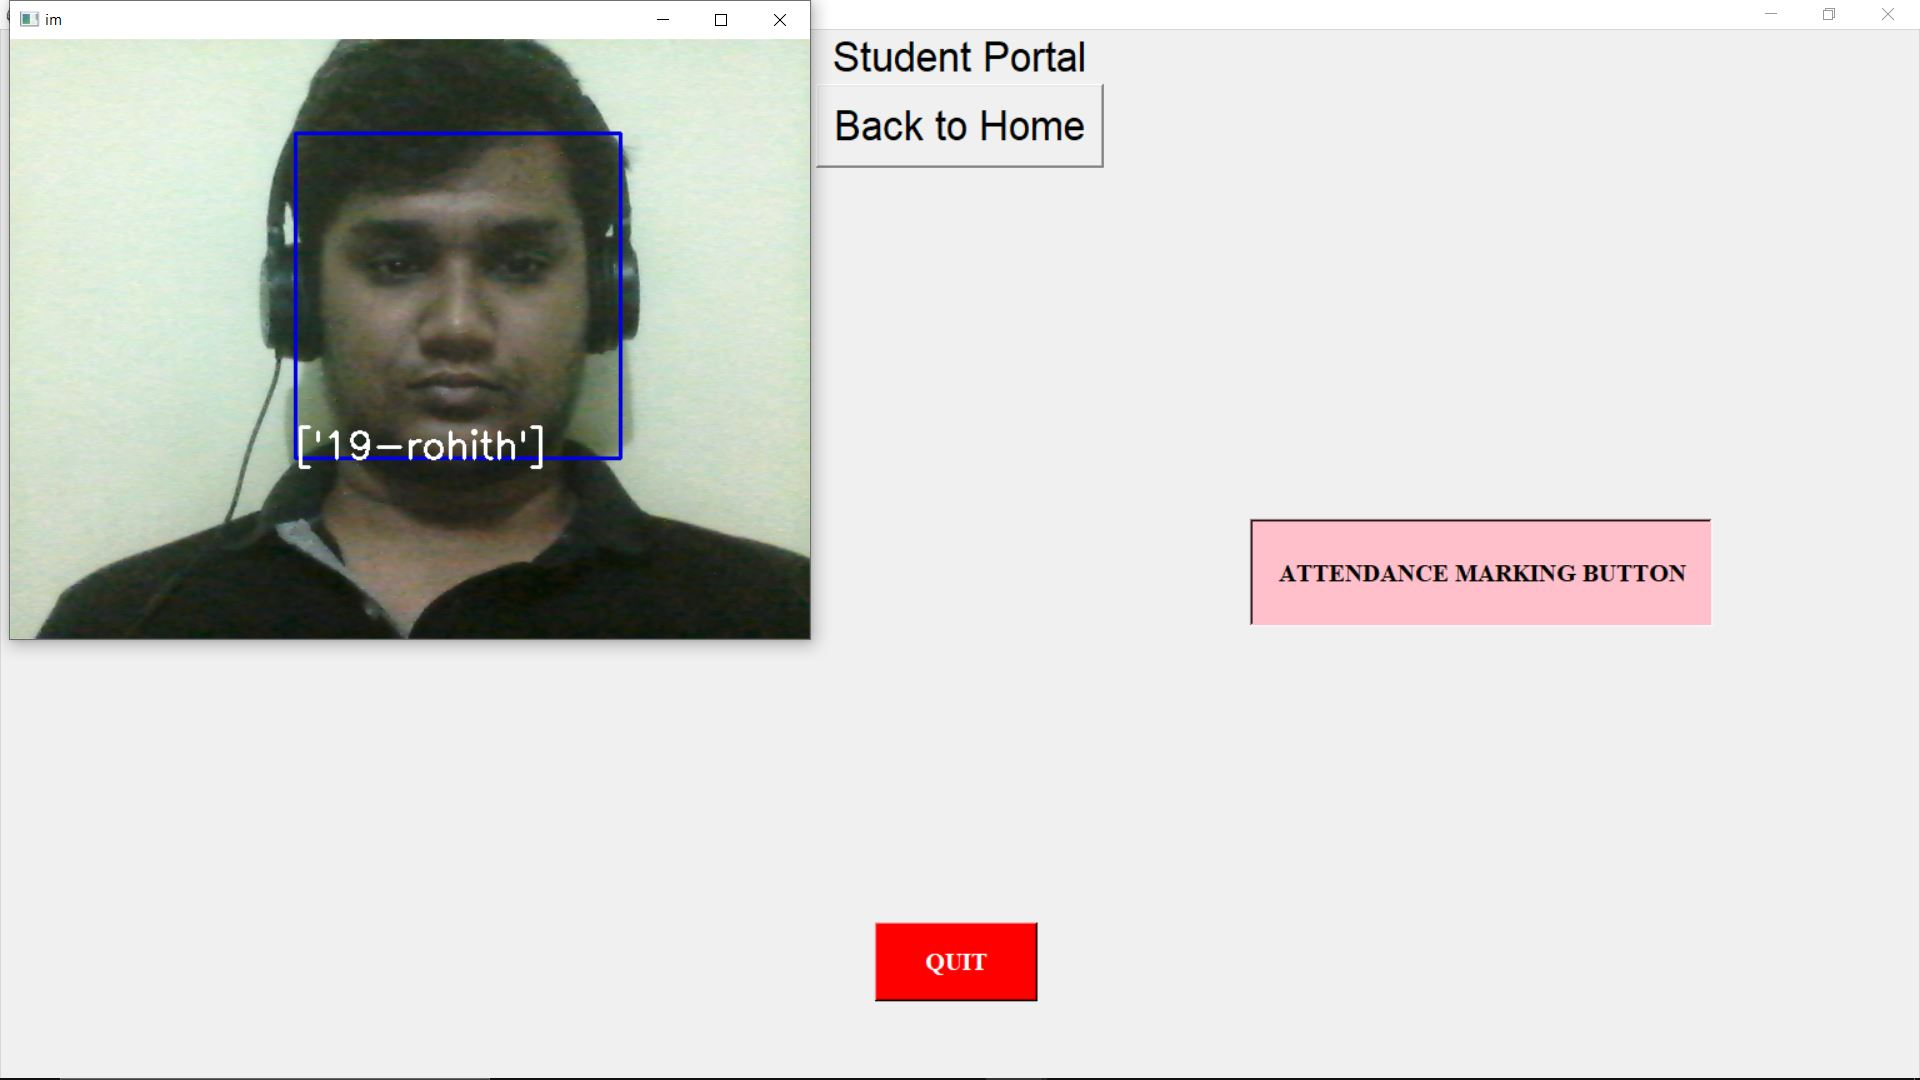 im
Student Portal
Back to Home
['19-rohith']
ATTENDANCE MARKING BUTTON
QUIT